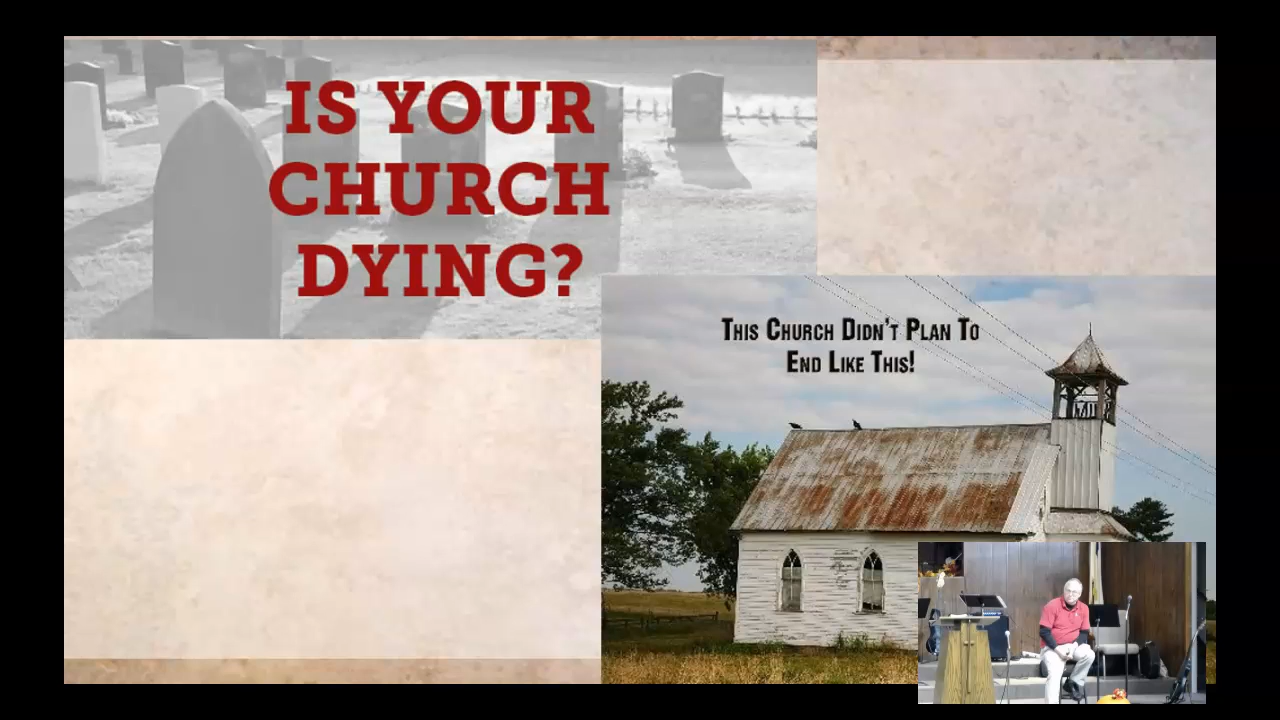 IS YOUR
CHURCH
DYING?
THIS CHURCH DIDN'T PLAN TO
END LIKE THIS!